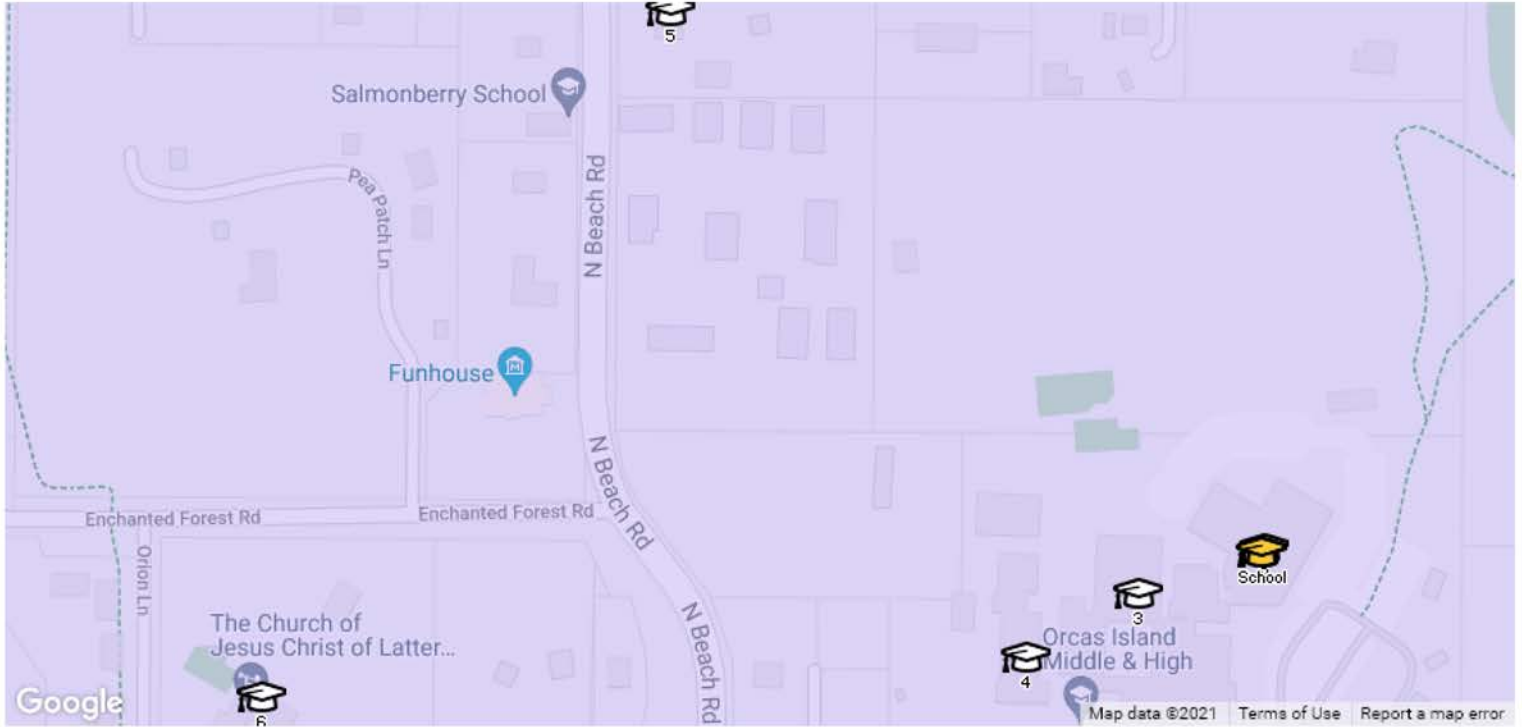 5
Salmonberry School
N Beach Rd
Pea Patch Ln
Funhouse
N Beach Rd
Enchanted Forest Rd
Enchanted Forest Rd
Orion Ln
School
3
The Church of
Jesus Christ of Latter...
N Beach Rd
Orcas Island
Middle & High
4
6
Google
Map data ©2021
Terms of Use
Report a map error